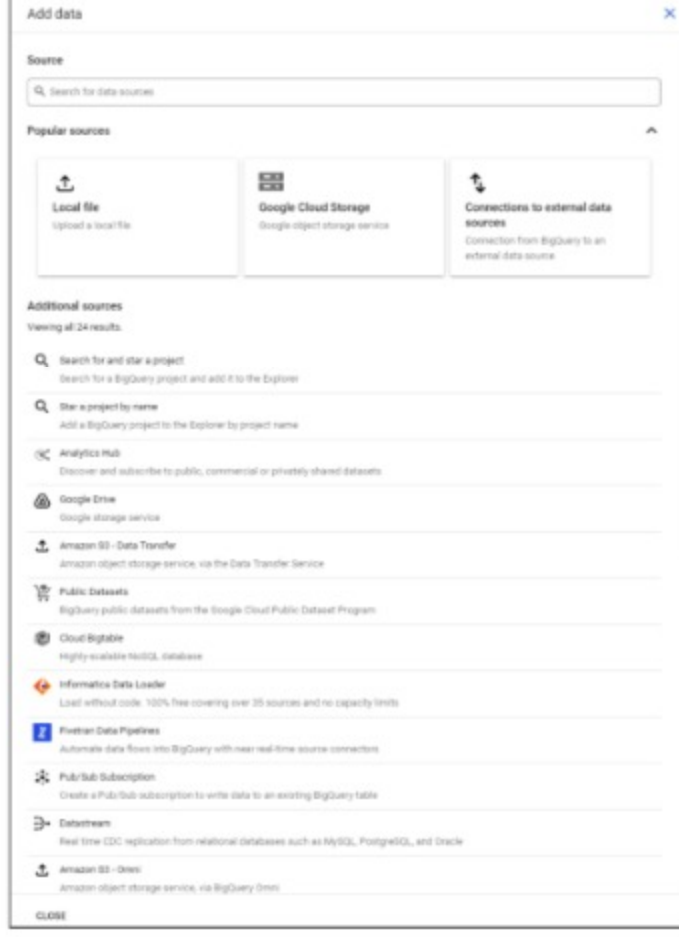 Add data
Source
Search for data sources
Popular sources
Local file
Upload a local file
Google Cloud Storage
Google object storage service
Connections to external data
sources
Connection from BigQuery to an
external data source
Additional sources
Viewing all 24 results.
Search for and star a project
Search for a BigQuery project and add it to the Explorer
Star a project by name
Add a BigQuery project to the Explorer by project name
Analytics Hub
Discover and subscribe to public, commercial or privately shared datasets
Google Drive
Google storage service
Amazon S3 - Data Transfer
Amazon object storage service, via the Data Transfer Service
Public Datasets
BigQuery public datasets from the Google Cloud Public Dataset Program
Cloud Bigtable
Highly-scalable NoSQL database
Informatica Data Loader
Load without code. 100% free covering over 35 sources and no capacity limits
Fivetran Data Pipelines
Automate data flows into BigQuery with near real-time source connectors
Pub/Sub Subscription
Create a Pub/Sub subscription to write data to an existing BigQuery table
Datastream
Real time CDC replication from relational databases such as MySQL, PostgreSQL, and Oracle
Amazon S3 - Omni
Amazon object storage service, via BigQuery Omni
CLOSE